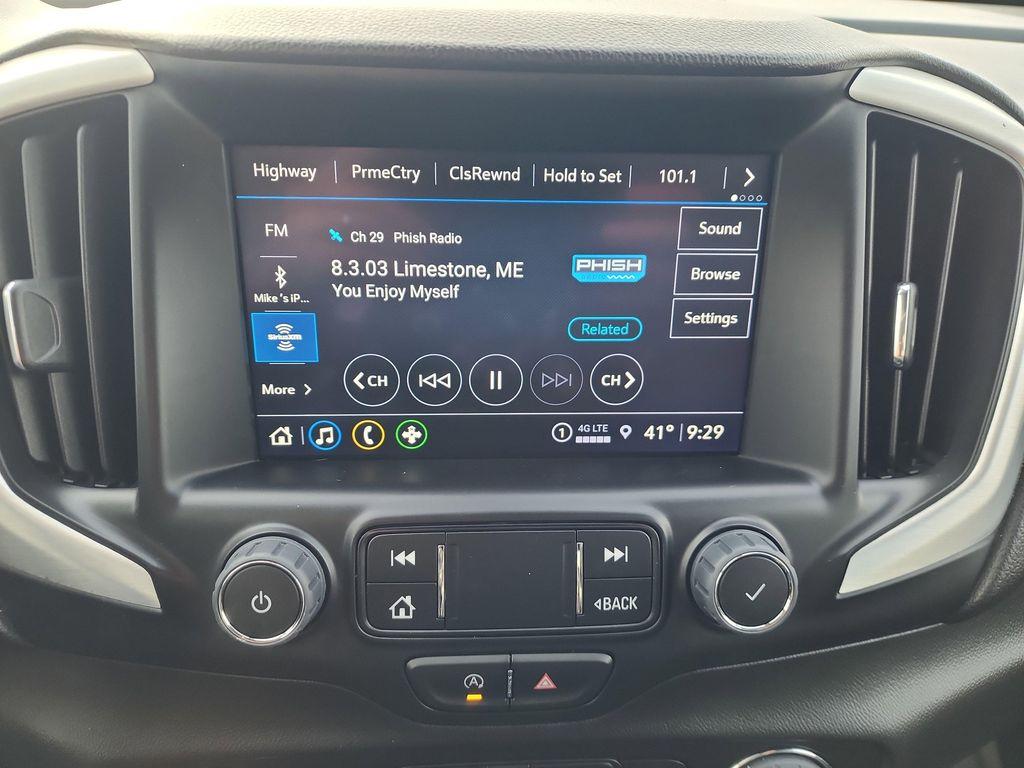 Highway PrmeCtry ClsRewnd Hold to Set 101.1
FM
Ch 29 Phish Radio
Sound
8.3.03 Limestone, ME
PHISH
Browse
Mike 's iP...
You Enjoy Myself
SiriusXM
Related
Settings
More
CH
CH
1 4G LTE 41° 9:29
BACK
A